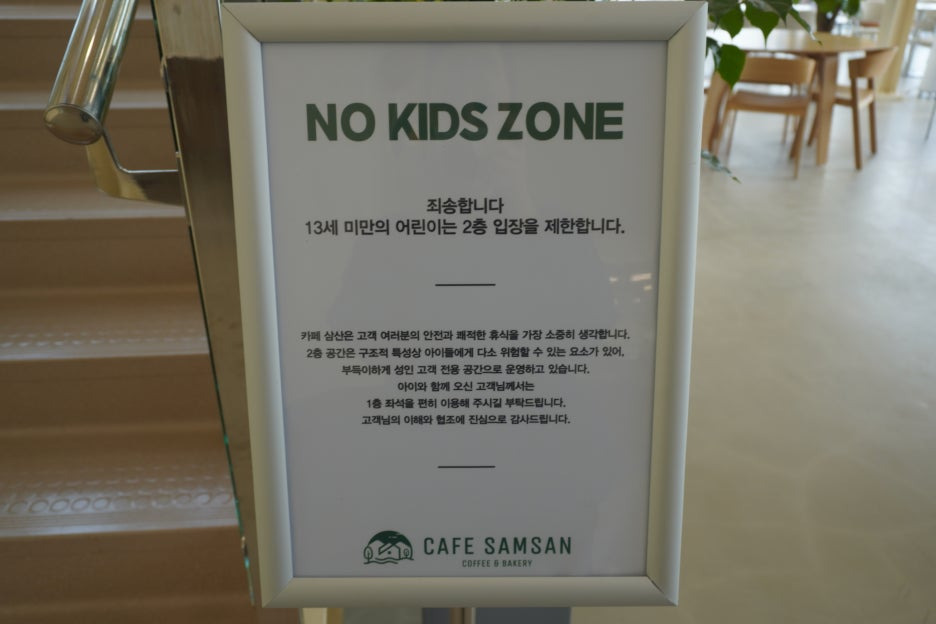 NO KIDS ZONE
죄송합니다
13세 미만의 어린이는 2층 입장을 제한합니다.
카페 삼산은 고객 여러분의 안전과 쾌적한 휴식을 가장 소중히 생각합니다.
2층 공간은 구조적 특성상 아이들에게 다소 위험할 수 있는 요소가 있어,
부득이하게 성인 고객 전용 공간으로 운영하고 있습니다.
아이와 함께 오신 고객님께서는
1층 좌석을 편히 이용해 주시길 부탁드립니다.
고객님의 이해와 협조에 진심으로 감사드립니다.
CAFE SAMSAN
COFFEE & BAKERY